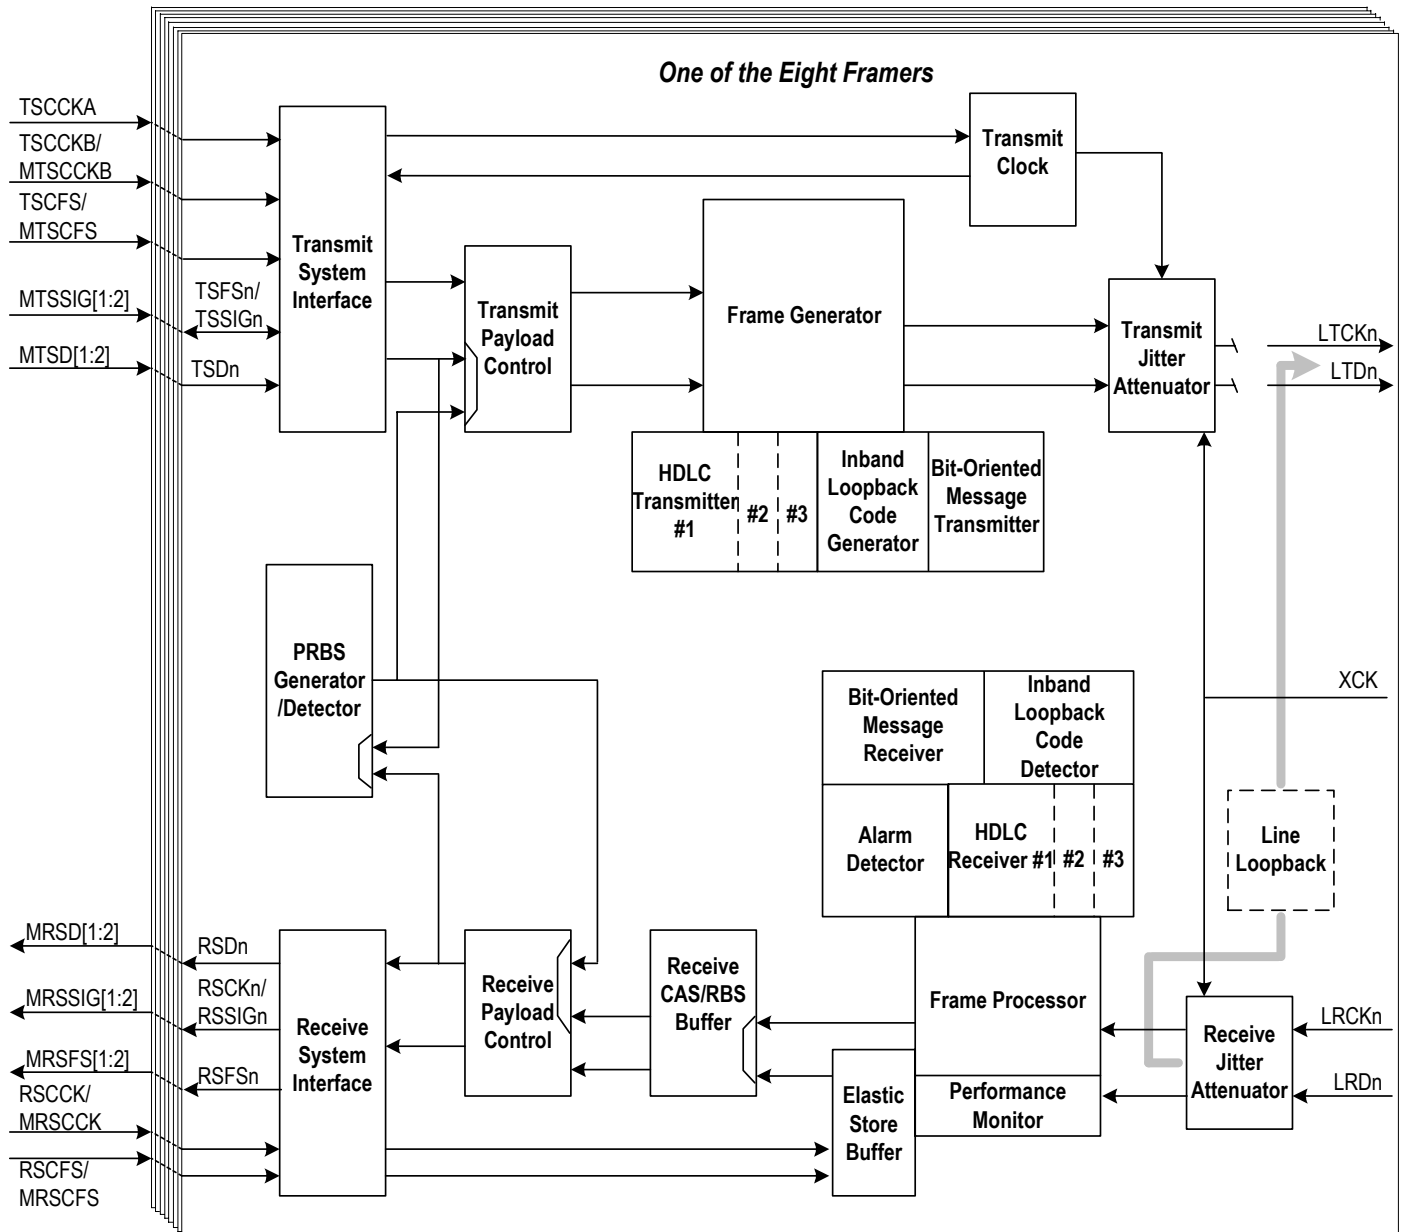 One of the Eight Framers
TSCCKA
TSCCKB/
MTSCCKB
TSCFS/
MTSCFS
MTSSIG[1:2]
MTSD[1:2]
TSFSn/
TSSIGn
TSDn
Transmit
System
Interface
Transmit
Payload
Control
Frame Generator
Transmit
Clock
Transmit
Jitter
Attenuator
LTCKn
LTDn
HDLC
Transmitter
#1
#2
#3
Inband
Loopback
Code
Generator
Bit-Oriented
Message
Transmitter
PRBS
Generator
/Detector
XCK
Bit-Oriented
Message
Receiver
Inband
Loopback
Code
Detector
Alarm
Detector
HDLC
Receiver #1
#2
#3
Line
Loopback
MRSD[1:2]
MRSSIG[1:2]
MRSFS[1:2]
RSCCK/
MRSCCK
RSCFS/
MRSCFS
RSDn
RSCKn/
RSSIGn
RSFSn
Receive
System
Interface
Receive
Payload
Control
Receive
CAS/RBS
Buffer
Elastic
Store
Buffer
Frame Processor
Performance
Monitor
Receive
Jitter
Attenuator
LRCKn
LRDn